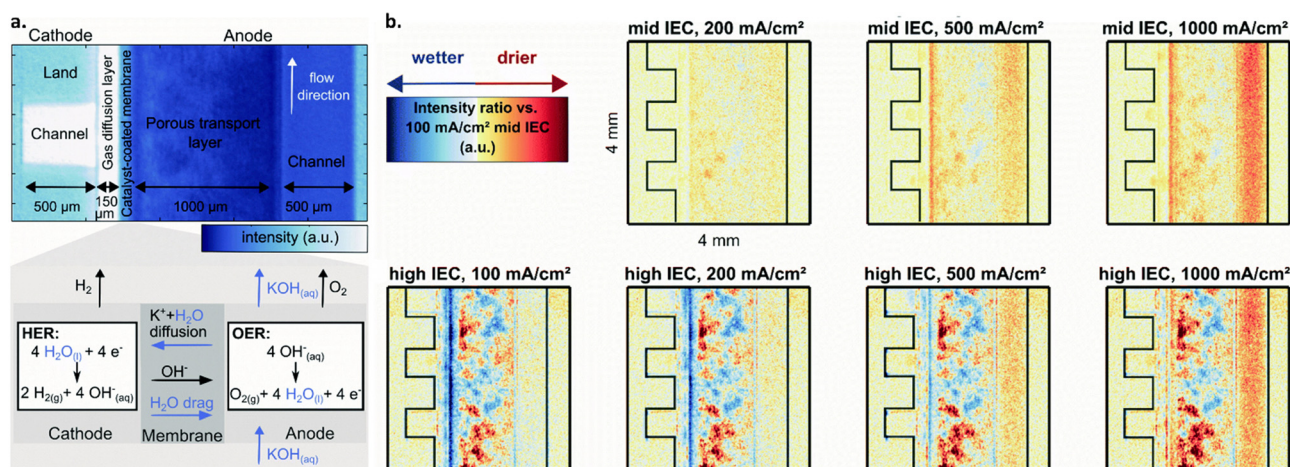 a.
Cathode
Anode
Land
Channel
Gas diffusion layer
Catalyst-coated membrane
Porous transport
layer
flow
direction
Channel
500 µm
150
µm
1000 µm
500 µm
intensity (a.u.)
H₂
KOH(aq)
O₂
HER:
4 H₂O(l) + 4 e⁻
2 H₂(g)+ 4 OH⁻(aq)
K⁺+H₂O
diffusion
OH⁻
H₂O drag
OER:
4 OH⁻(aq)
O₂(g)+ 4 H₂O(l)+ 4 e⁻
Cathode
Membrane
Anode
KOH(aq)
b.
wetter
drier
Intensity ratio vs.
100 mA/cm² mid IEC
(a.u.)
mid IEC, 200 mA/cm²
mid IEC, 500 mA/cm²
mid IEC, 1000 mA/cm²
4 mm
4 mm
high IEC, 100 mA/cm²
high IEC, 200 mA/cm²
high IEC, 500 mA/cm²
high IEC, 1000 mA/cm²